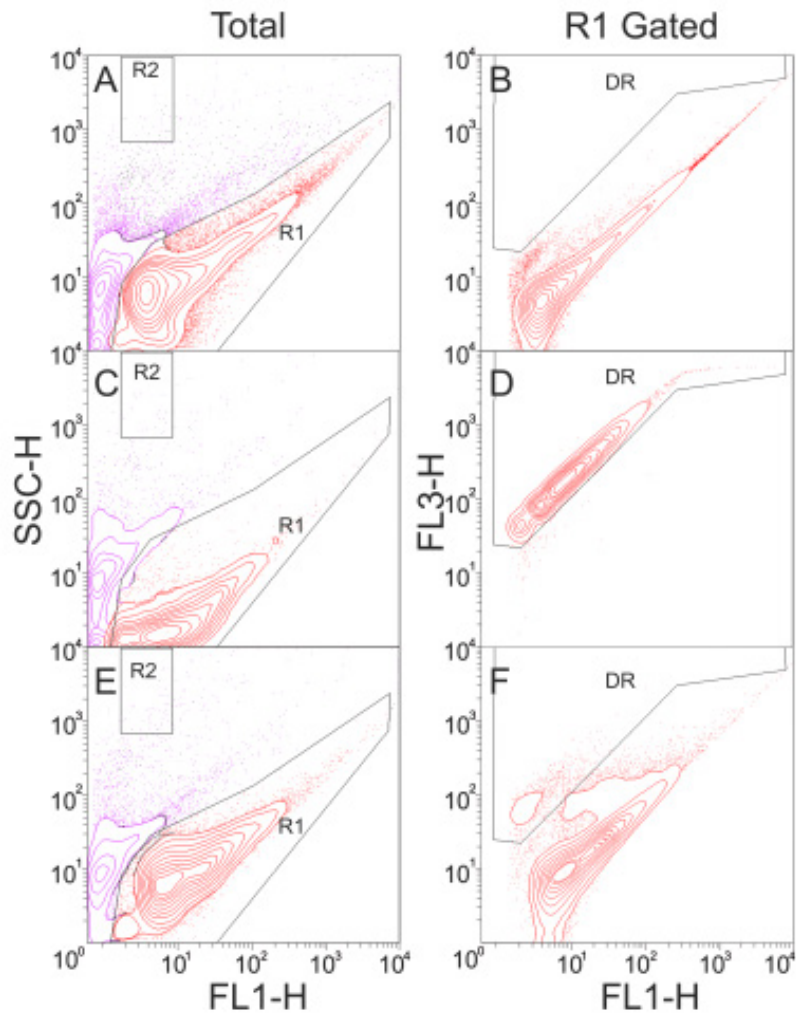 Total R1 Gated
10⁴ A R2 10⁴ B DR
10³ 10³
10² 10²
R1
10¹ 10¹
10⁴ C R2 10⁴ D DR
10³ 10³
SSC-H FL3-H
10² 10²
R1
10¹ 10¹
10⁴ E R2 10⁴ F DR
10³ 10³
10² 10²
R1
10¹ 10¹
10⁰ 10¹ 10² 10³ 10⁴ 10¹ 10² 10³ 10⁴
FL1-H FL1-H